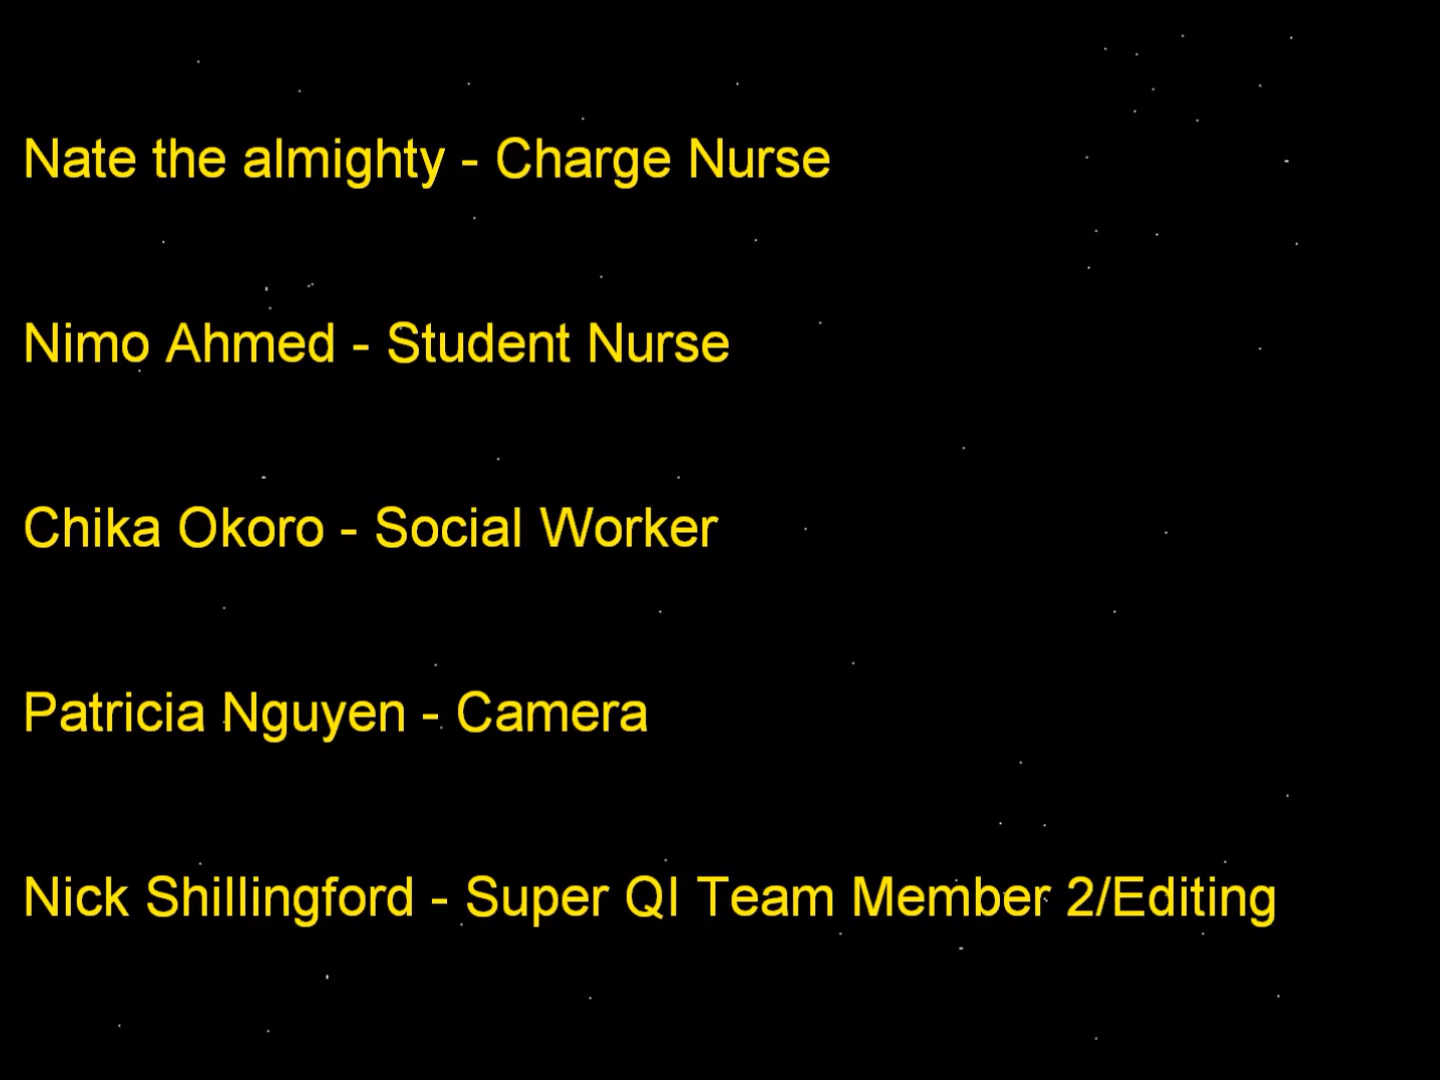 Nate the almighty - Charge Nurse
Nimo Ahmed - Student Nurse
Chika Okoro - Social Worker
Patricia Nguyen - Camera
Nick Shillingford - Super QI Team Member 2/Editing